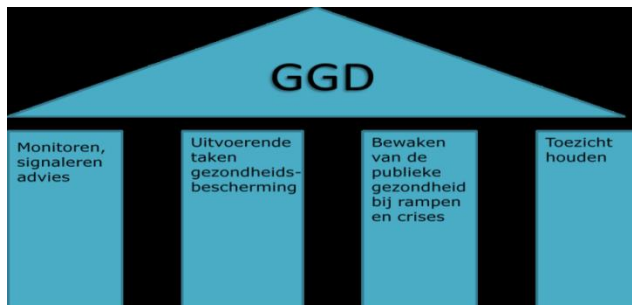 GGD
Monitoren,
signaleren
advies
Uitvoerende
taken
gezondheids-
bescherming
Bewaken
van de
publieke
gezondheid
bij rampen
en crises
Toezicht
houden